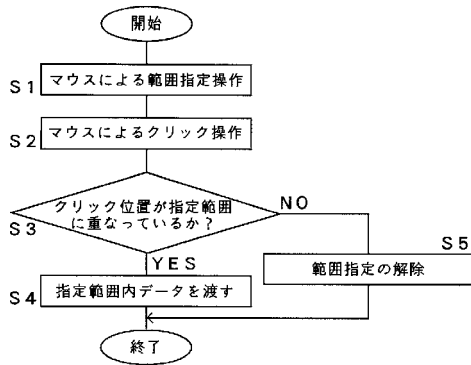 開始
S1
マウスによる範囲指定操作
S2
マウスによるクリック操作
クリック位置が指定範囲
に重なっているか?
S3
NO
YES
S5
範囲指定の解除
S4
指定範囲内データを渡す
終了